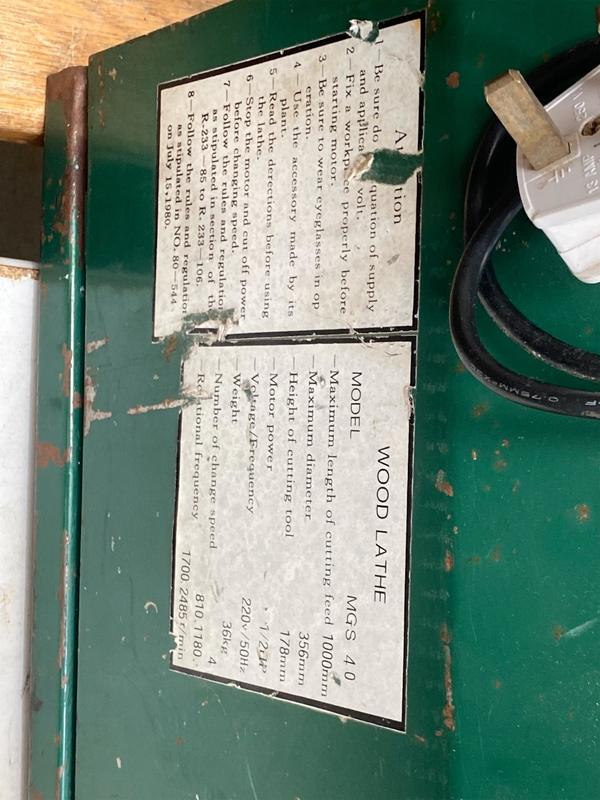 1— Be sure do quation of supply
and applica volt.
2— Fix a workp ce properly before
starting motor.
3— Be sure to wear eyeglasses in op
eration.
4— Use the accessory made by its
plant.
5— Read the derections before using
the lathe.
6— Stop the motor and cut off power
before changing speed.
7— Follow the rules and regulation
as stipulated in section of th
R.233—85 to R.233—106.
8— Follow the rules and regulation
as stipulated in NO. 80—544
on July 15.1980.
WOOD LATHE
MODEL MGS 40
—Maximum length of cutting feed 1000mm
—Maximum diameter 356mm
—Height of cutting tool 178mm
—Motor power 1/2HP
—Voltage/Frequency 220v/50Hz
—Weight 36kg
—Number of change speed 4
Rotational frequency 810.1180.
1700.2485 r/min
0.75MM